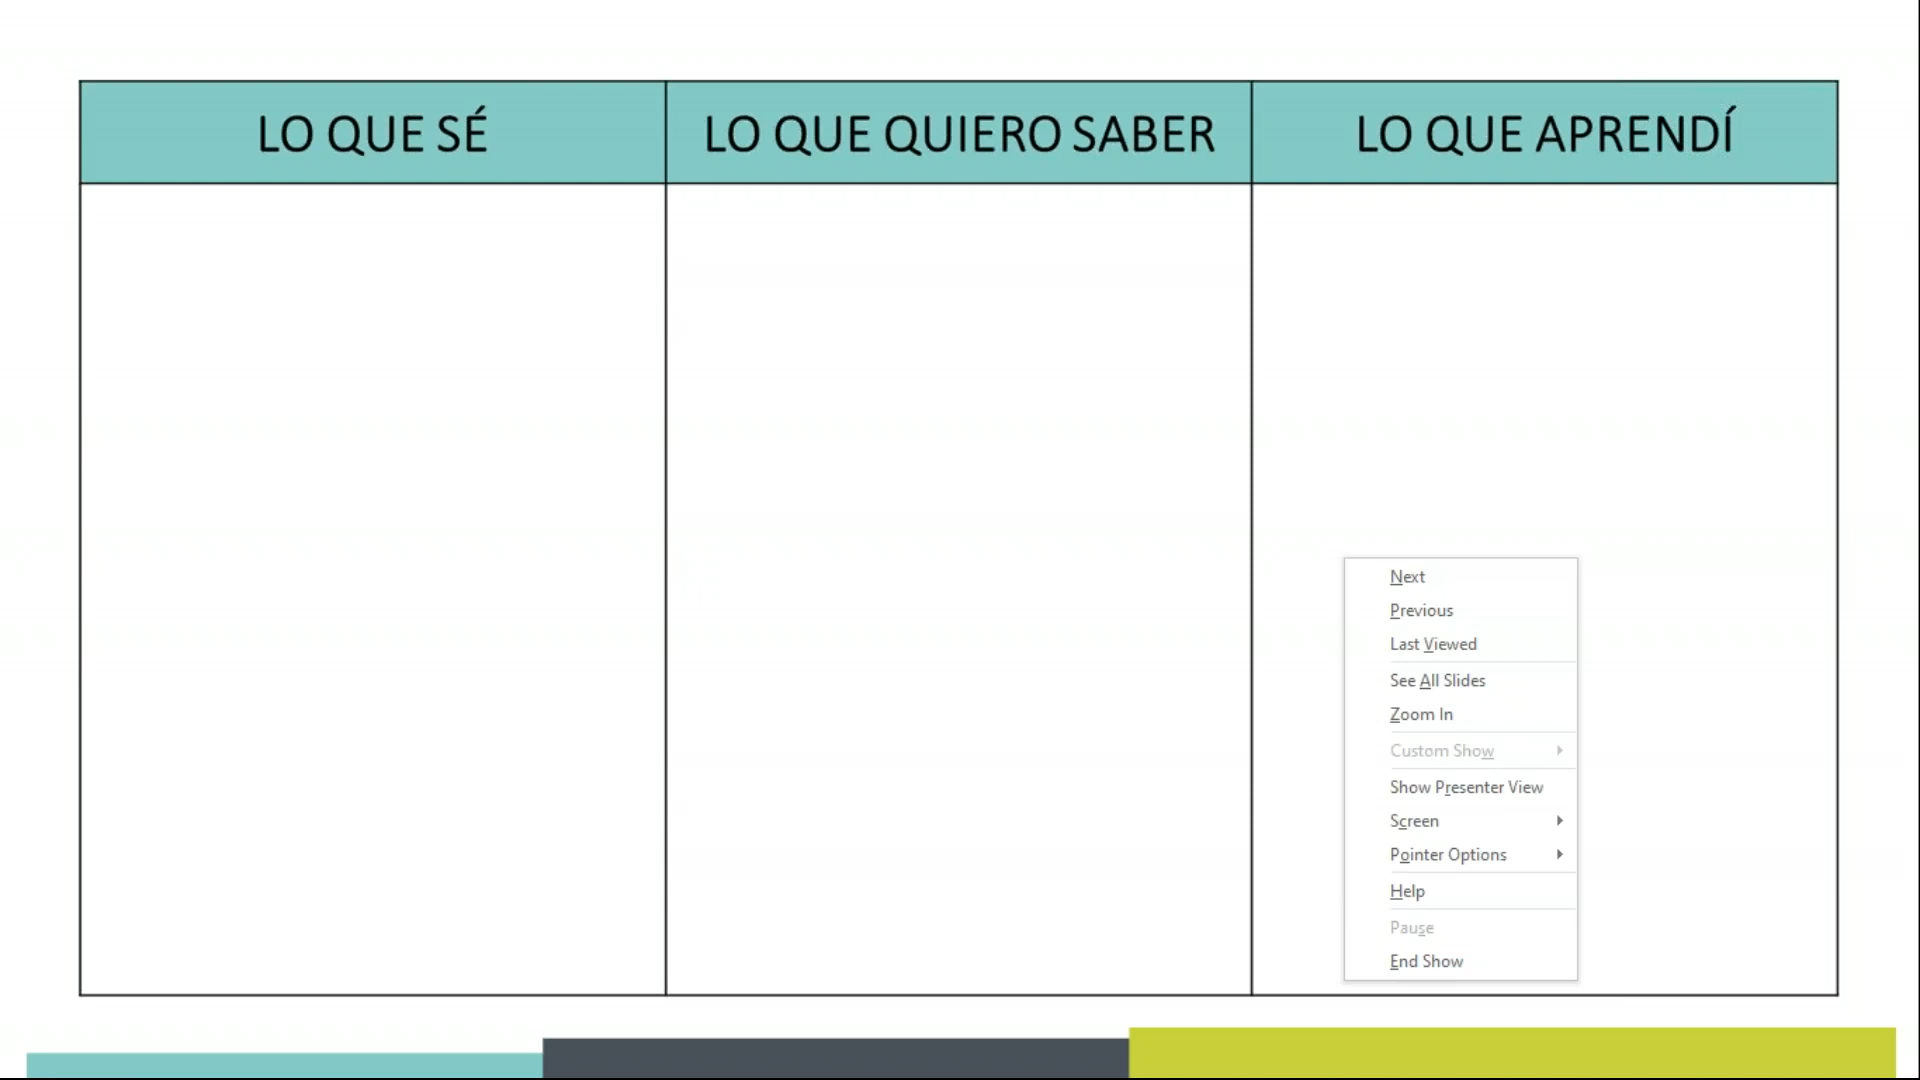 LO QUE SÉ
LO QUE QUIERO SABER
LO QUE APRENDÍ
Next
Previous
Last Viewed
See All Slides
Zoom In
Custom Show
Show Presenter View
Screen
Pointer Options
Help
Pause
End Show